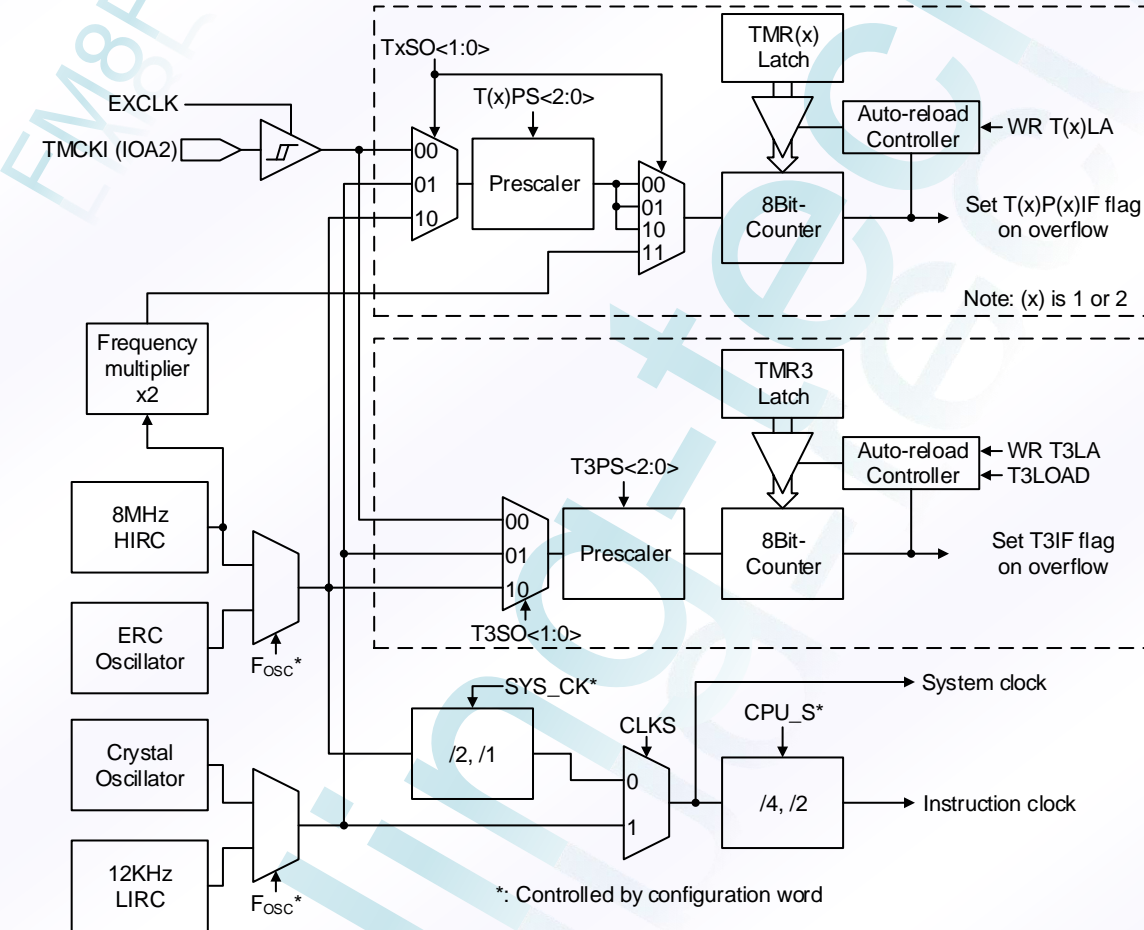 TxSO<1:0>
TMR(x)
Latch
EXCLK
T(x)PS<2:0>
Auto-reload
Controller
WR T(x)LA
TMCKI (IOA2)
00
01
10
Prescaler
00
01
10
11
8Bit-
Counter
Set T(x)P(x)IF flag
on overflow
Note: (x) is 1 or 2
Frequency
multiplier
x2
TMR3
Latch
T3PS<2:0>
Auto-reload
Controller
WR T3LA
T3LOAD
8MHz
HIRC
00
01
10
Prescaler
8Bit-
Counter
Set T3IF flag
on overflow
T3SO<1:0>
ERC
Oscillator
FOSC*
SYS_CK*
System clock
CLKS
CPU_S*
Crystal
Oscillator
/2, /1
0
1
/4, /2
Instruction clock
12KHz
LIRC
FOSC*
*: Controlled by configuration word